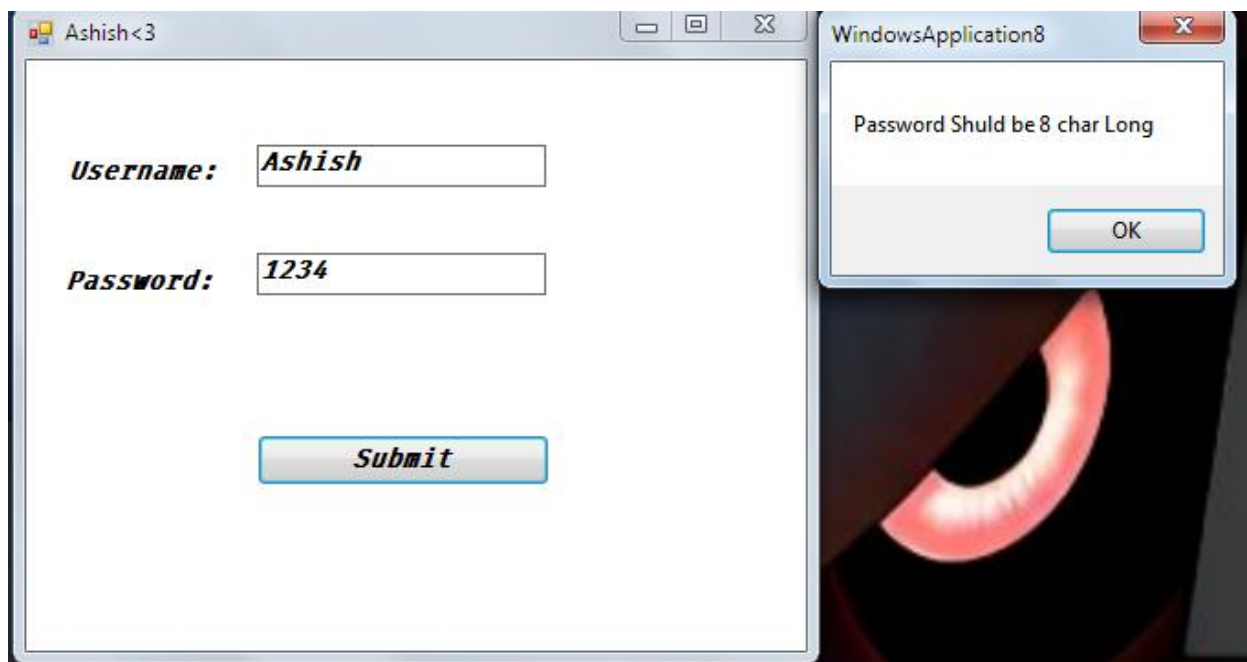 Ashish<3
Username: Ashish
Password: 1234
Submit
WindowsApplication8
Password Shuld be 8 char Long
OK